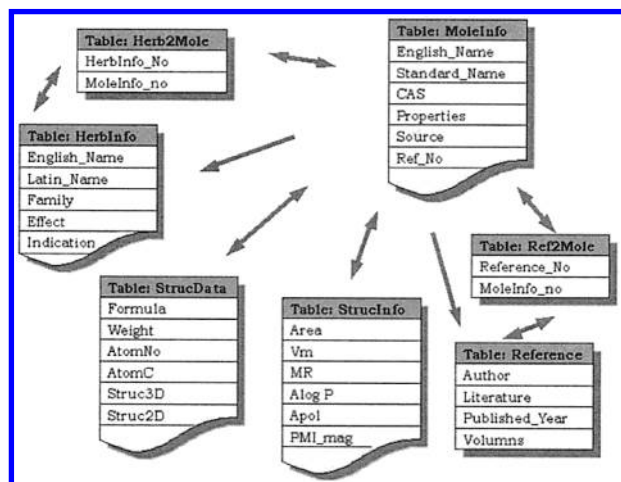 Table: Herb2Mole
HerbInfo_No
MoleInfo_no
Table: MoleInfo
English_Name
Standard_Name
CAS
Properties
Source
Ref_No
Table: HerbInfo
English_Name
Latin_Name
Family
Effect
Indication
Table: Ref2Mole
Reference_No
MoleInfo_no
Table: StrucData
Formula
Weight
AtomNo
AtomC
Struc3D
Struc2D
Table: StrucInfo
Area
Vm
MR
Alog P
Apol
PMI_mag
Table: Reference
Author
Literature
Published_Year
Volumns